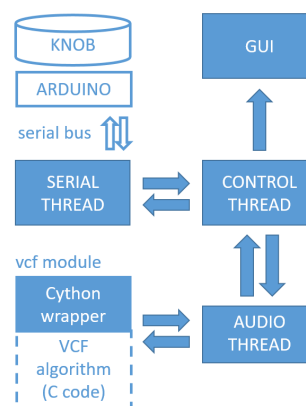 KNOB
GUI
ARDUINO
serial bus
SERIAL
THREAD
CONTROL
THREAD
vcf module
Cython
wrapper
AUDIO
THREAD
VCF
algorithm
(C code)